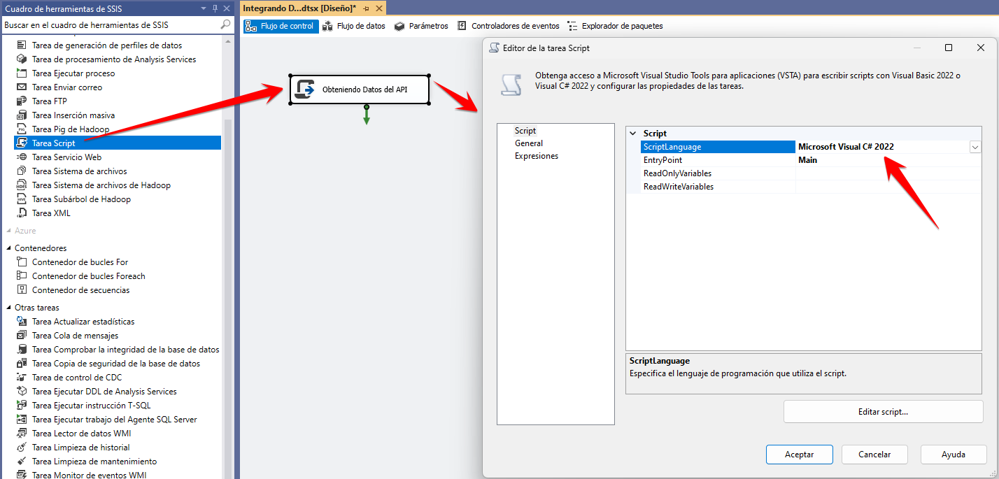 Cuadro de herramientas de SSIS
Buscar en el cuadro de herramientas de SSIS
Tarea de generación de perfiles de datos
Tarea de procesamiento de Analysis Services
Tarea Ejecutar proceso
Tarea Enviar correo
Tarea FTP
Tarea Inserción masiva
Tarea Pig de Hadoop
Tarea Script
Tarea Servicio Web
Tarea Sistema de archivos
Tarea Sistema de archivos de Hadoop
Tarea Subárbol de Hadoop
Tarea XML
Azure
Contenedores
Contenedor de bucles For
Contenedor de bucles Foreach
Contenedor de secuencias
Otras tareas
Tarea Actualizar estadísticas
Tarea Cola de mensajes
Tarea Comprobar la integridad de la base de datos
Tarea Copia de seguridad de la base de datos
Tarea de control de CDC
Tarea Ejecutar DDL de Analysis Services
Tarea Ejecutar instrucción T-SQL
Tarea Ejecutar trabajo del Agente SQL Server
Tarea Lector de datos WMI
Tarea Limpieza de historial
Tarea Limpieza de mantenimiento
Tarea Monitor de eventos WMI
Integrando D...dtsx [Diseño]*
Flujo de control
Flujo de datos
Parámetros
Controladores de eventos
Explorador de paquetes
Obteniendo Datos del API
Editor de la tarea Script
Obtenga acceso a Microsoft Visual Studio Tools para aplicaciones (VSTA) para escribir scripts con Visual Basic 2022 o
Visual C# 2022 y configurar las propiedades de las tareas.
Script
General
Expresiones
Script
ScriptLanguage Microsoft Visual C# 2022
EntryPoint Main
ReadOnlyVariables
ReadWriteVariables
ScriptLanguage
Especifica el lenguaje de programación que utiliza el script.
Editar script...
Aceptar
Cancelar
Ayuda